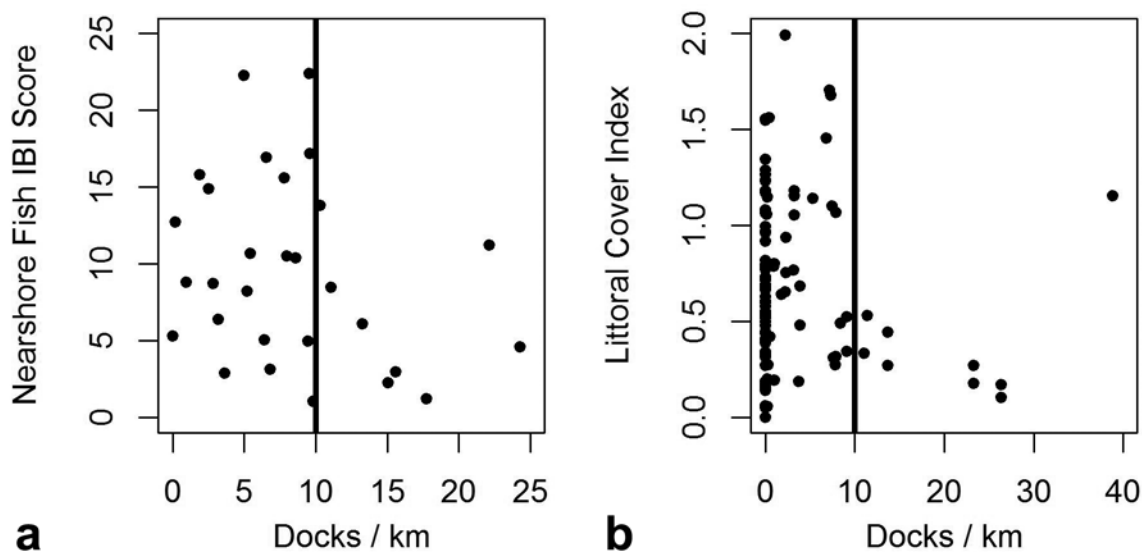 Nearshore Fish IBI Score
25
20
15
10
5
0
0 5 10 15 20 25
Docks / km
a
Littoral Cover Index
2.0
1.5
1.0
0.5
0.0
0 10 20 30 40
Docks / km
b